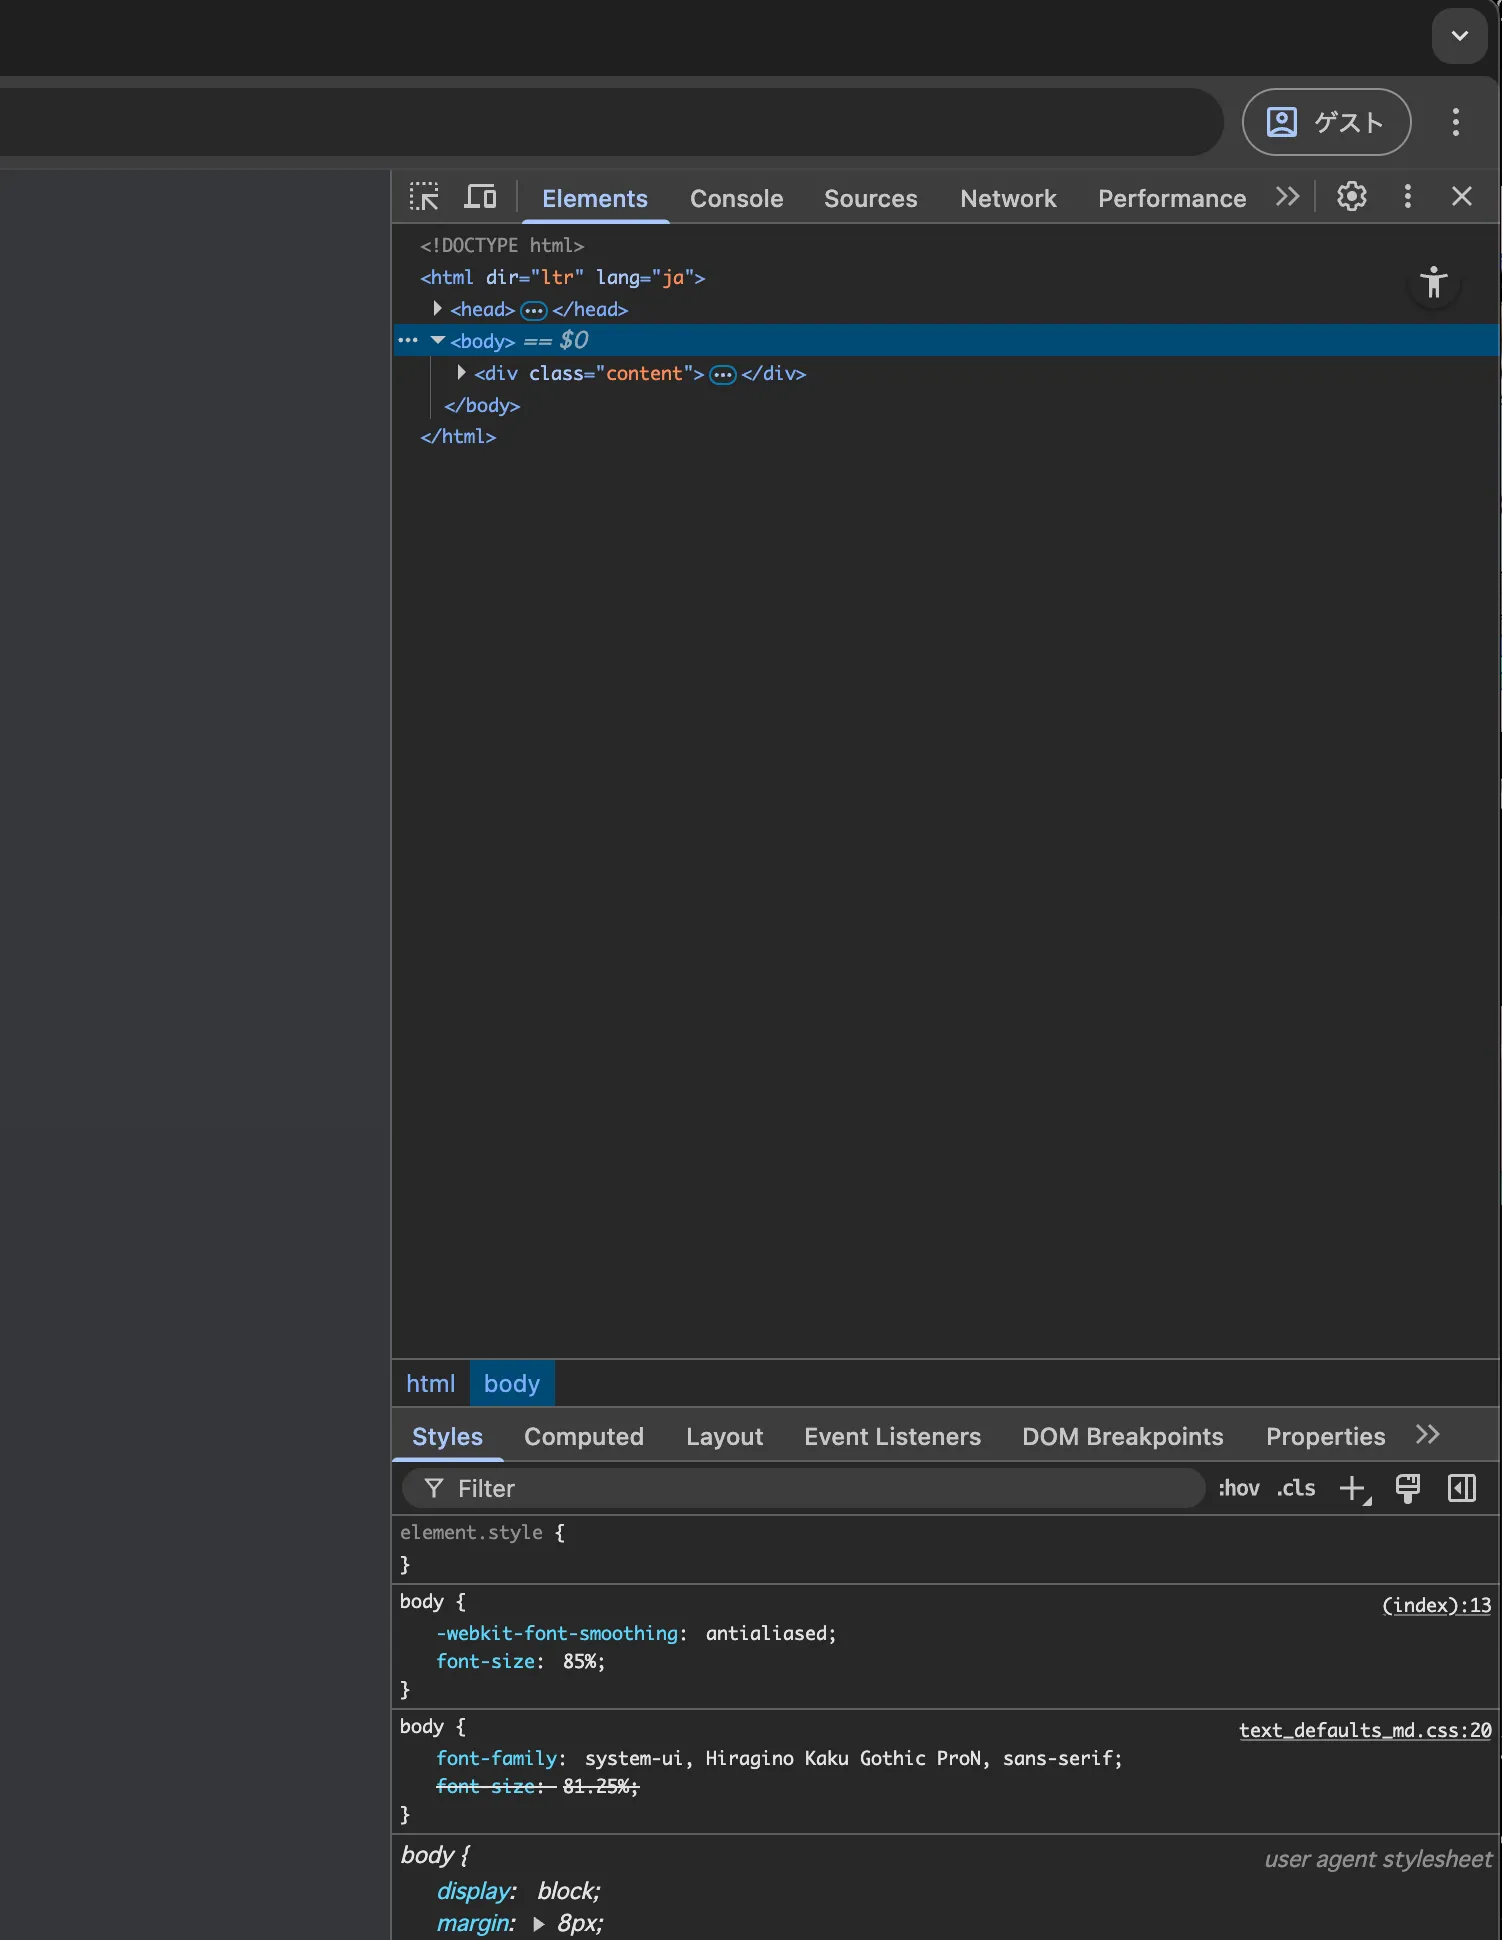 ゲスト
Elements Console Sources Network Performance
<!DOCTYPE html>
<html dir="ltr" lang="ja">
<head>…</head>
<body> == $0
<div class="content">…</div>
</body>
</html>
html body
Styles Computed Layout Event Listeners DOM Breakpoints Properties
Filter :hov .cls
element.style {
}
body { (index):13
-webkit-font-smoothing: antialiased;
font-size: 85%;
}
body { text_defaults_md.css:20
font-family: system-ui, Hiragino Kaku Gothic ProN, sans-serif;
font-size: 81.25%;
}
body { user agent stylesheet
display: block;
margin: 8px;